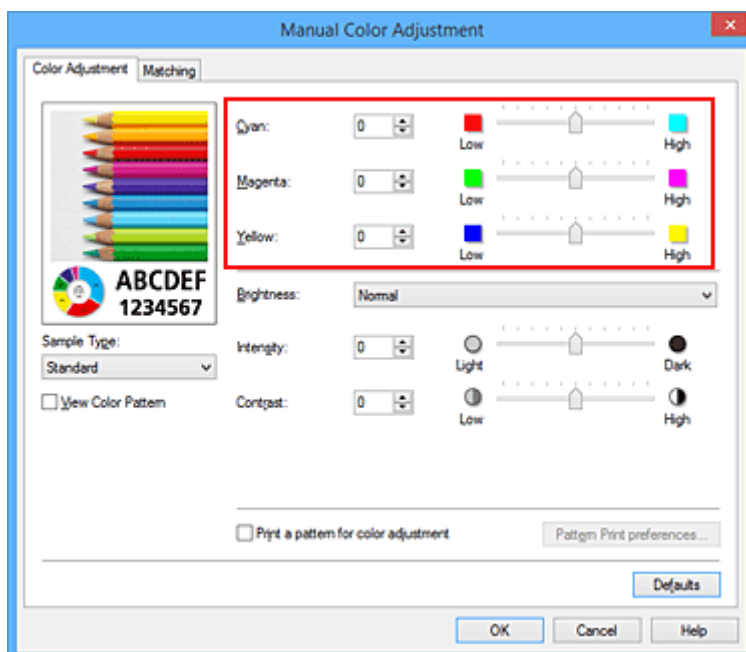 Manual Color Adjustment
Color Adjustment Matching
Cyan: 0 Low High
Magenta: 0 Low High
Yellow: 0 Low High
ABCDEF
1234567
Brightness: Normal
Sample Type:
Standard
Intensity: 0 Light Dark
View Color Pattern
Contrast: 0 Low High
Print a pattern for color adjustment Pattern Print preferences...
Defaults
OK Cancel Help